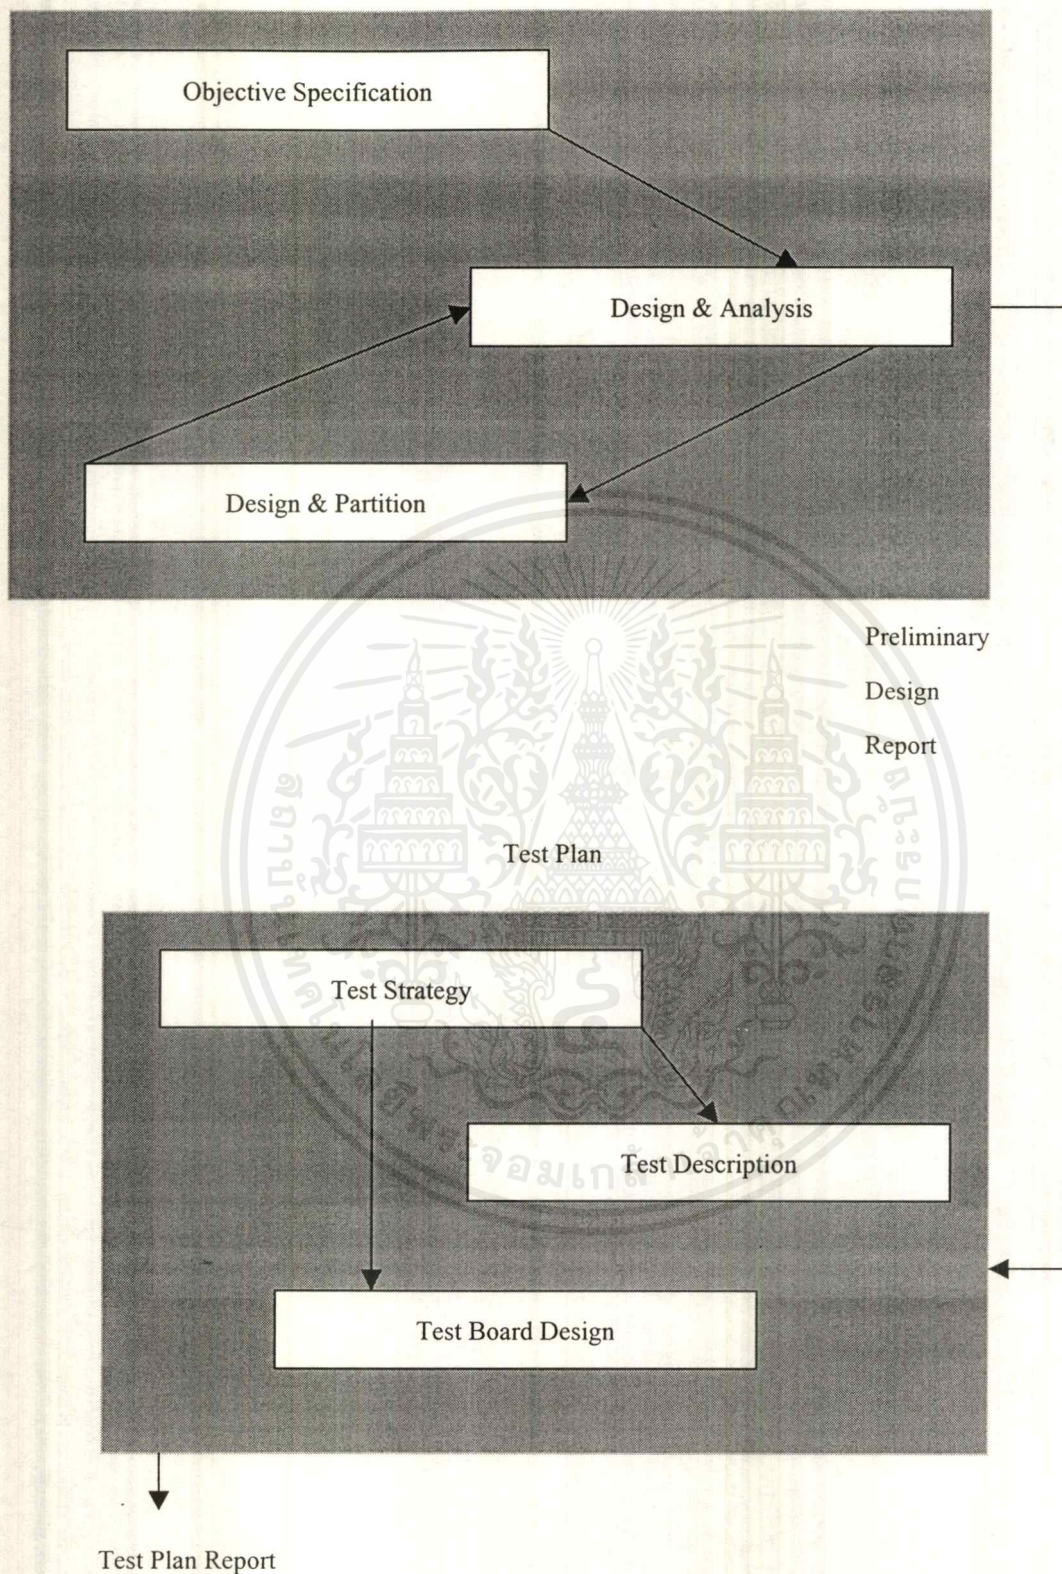 Objective Specification
Design & Analysis
Design & Partition
Preliminary
Design
Report
Test Plan
Test Strategy
Test Description
Test Board Design
Test Plan Report